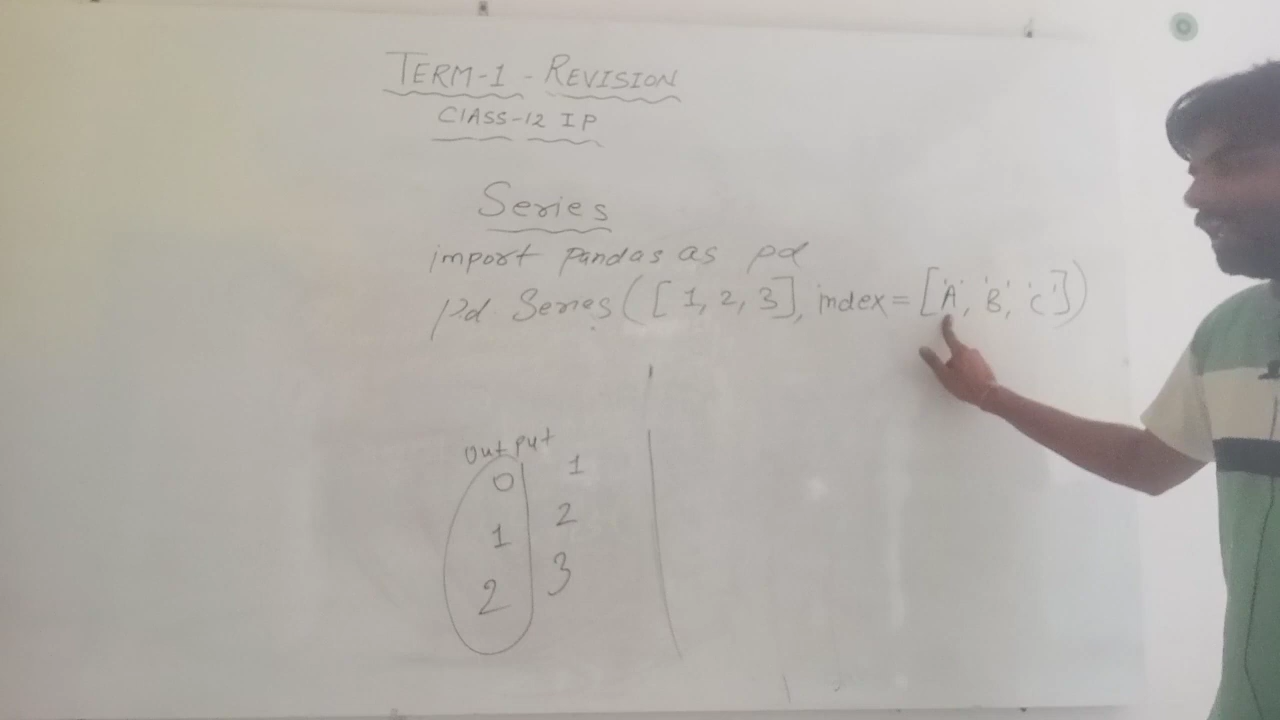 TERM-1 - REVISION
CLASS-12 IP
Series
import Pandas as pd
pd. Series ([1, 2, 3], index = ['A', 'B', 'C'])
output
0 1
1 2
2 3